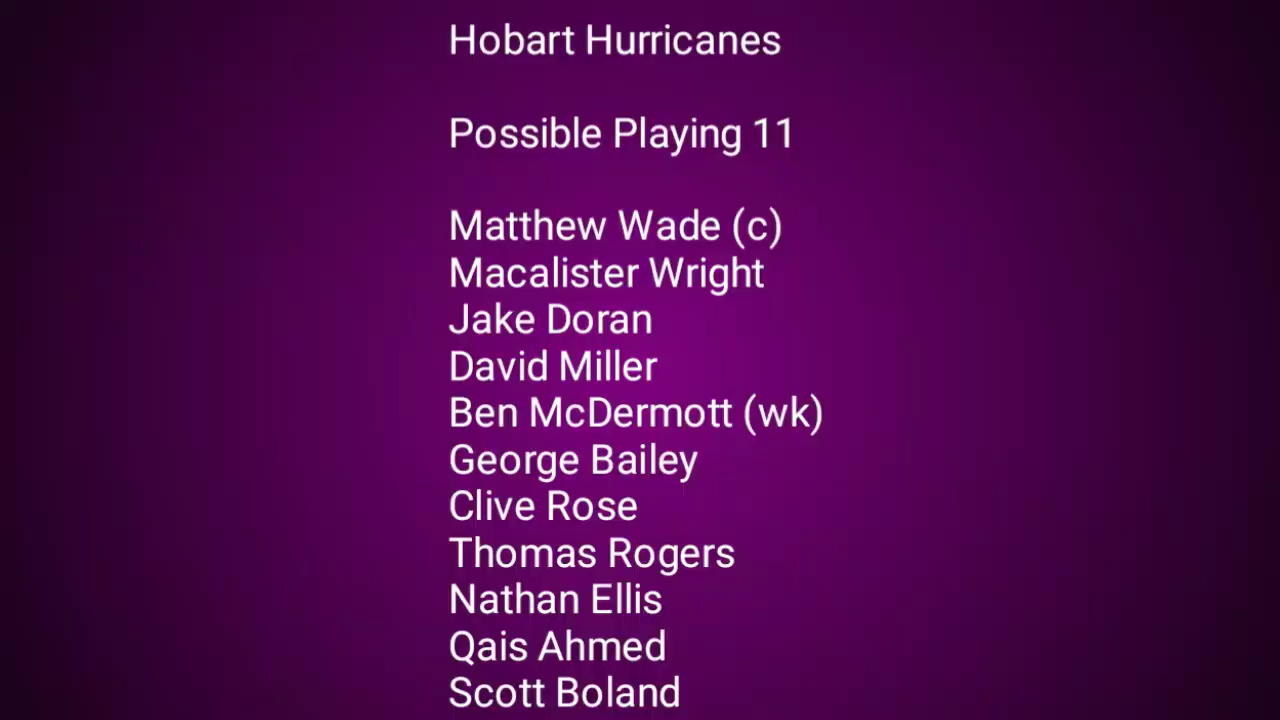 Hobart Hurricanes
Possible Playing 11
Matthew Wade (c)
Macalister Wright
Jake Doran
David Miller
Ben McDermott (wk)
George Bailey
Clive Rose
Thomas Rogers
Nathan Ellis
Qais Ahmed
Scott Boland